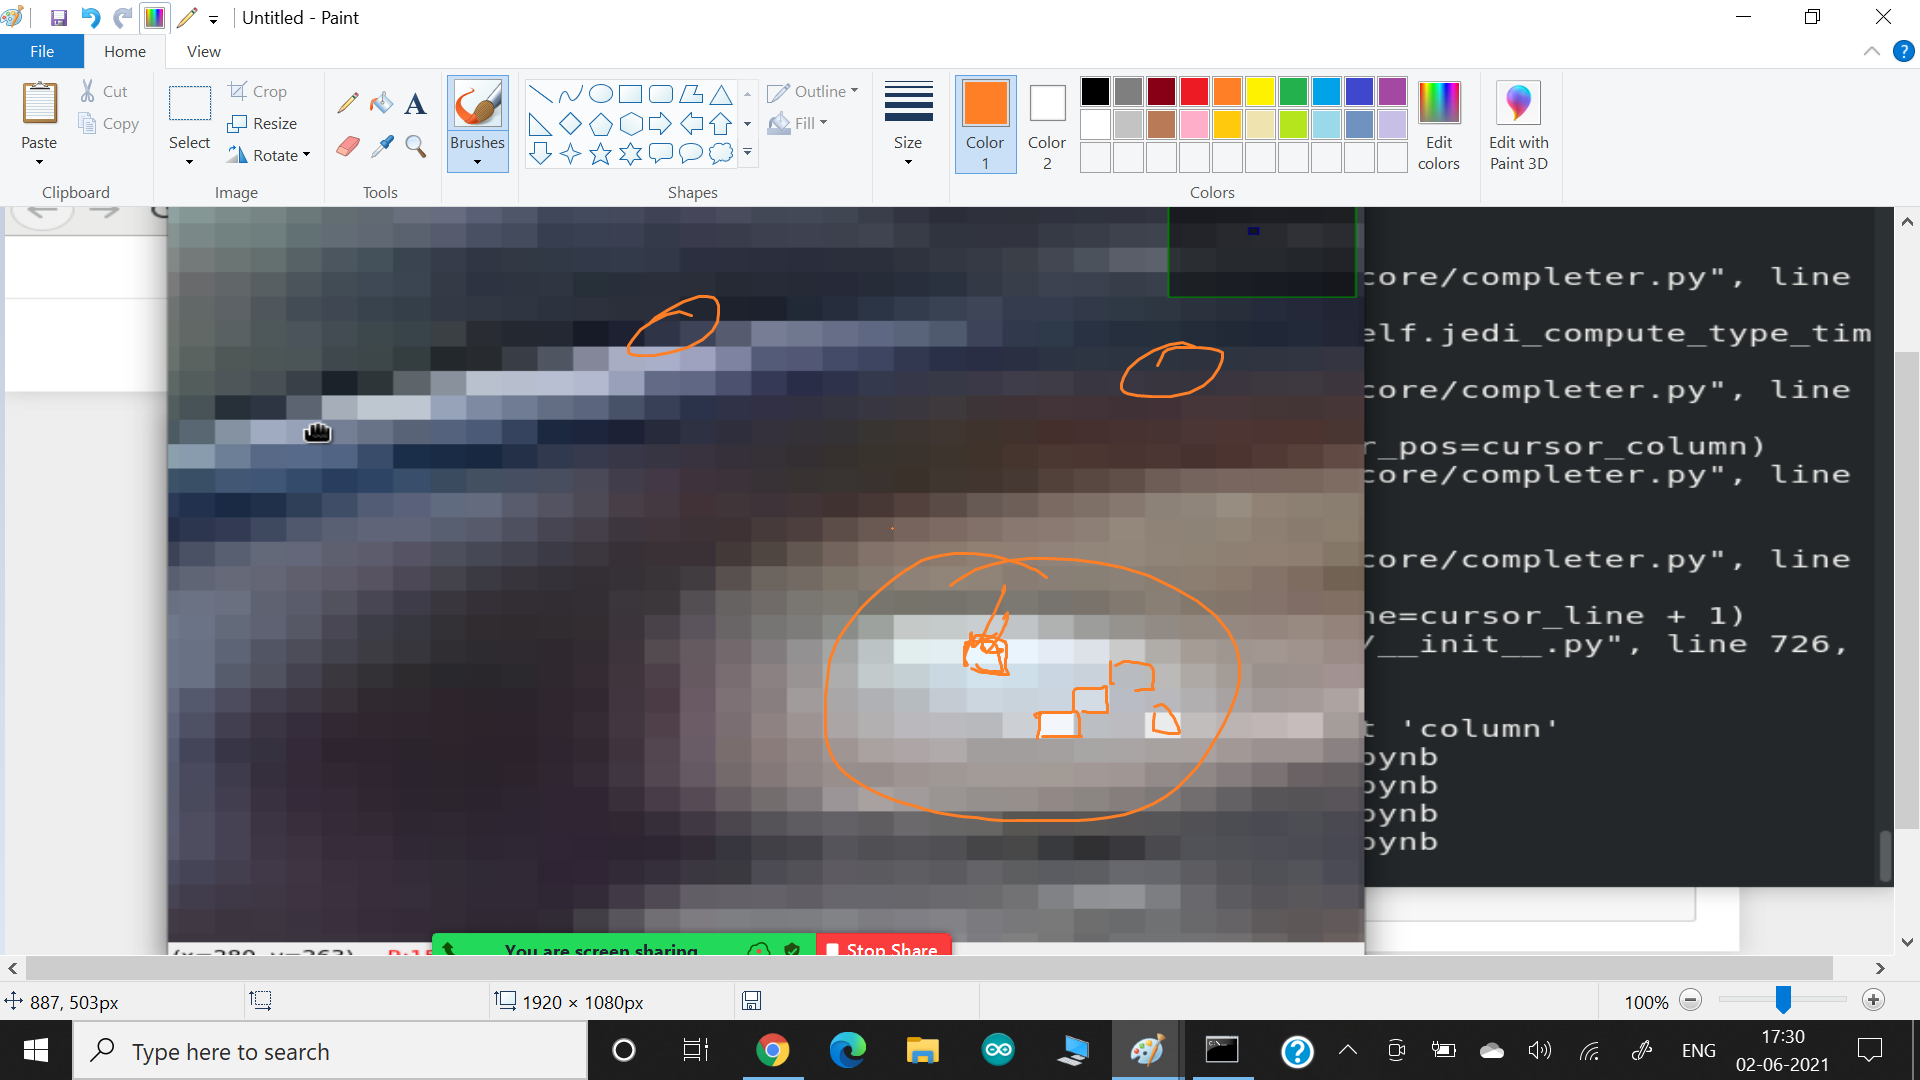 Untitled - Paint
File
Home
View
Paste
Cut
Copy
Clipboard
Select
Crop
Resize
Rotate
Image
Tools
Brushes
Shapes
Outline
Fill
Size
Color 1
Color 2
Edit colors
Colors
Edit with Paint 3D
core/completer.py", line
elf.jedi_compute_type_tim
core/completer.py", line
r_pos=cursor_column)
core/completer.py", line
core/completer.py", line
ne=cursor_line + 1)
/__init__.py", line 726,
t 'column'
pynb
pynb
pynb
pynb
(x=289, y=263)
You are screen sharing
Stop Share
887, 503px
1920 × 1080px
100%
Type here to search
ENG
17:30
02-06-2021